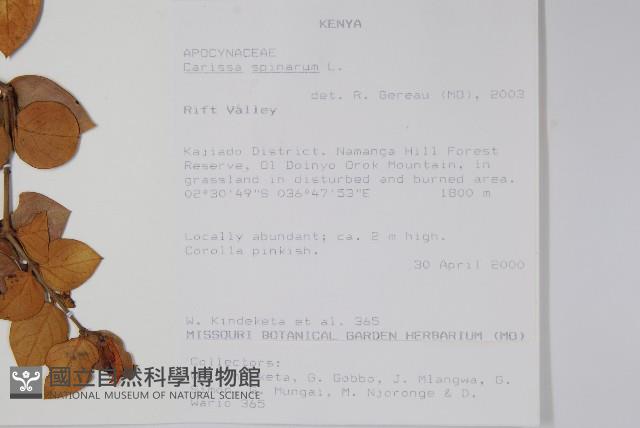 KENYA
APOCYNACEAE
Carissa spinarum L.
det. R. Gereau (MO), 2003
Rift Valley
Kajiado District. Namanga Hill Forest
Reserve, Ol Doinyo Orok Mountain, in
grassland in disturbed and burned area.
02°30'49"S 036°47'53"E 1800 m
Locally abundant; ca. 2 m high.
Corolla pinkish.
30 April 2000
W. Kindeketa et al. 365
MISSOURI BOTANICAL GARDEN HERBARIUM (MO)
Collectors:
G. Gobbo, J. Mlangwa, G.
Mungai, M. Njoronge & D.
Wario 365
國立自然科學博物館
NATIONAL MUSEUM OF NATURAL SCIENCE